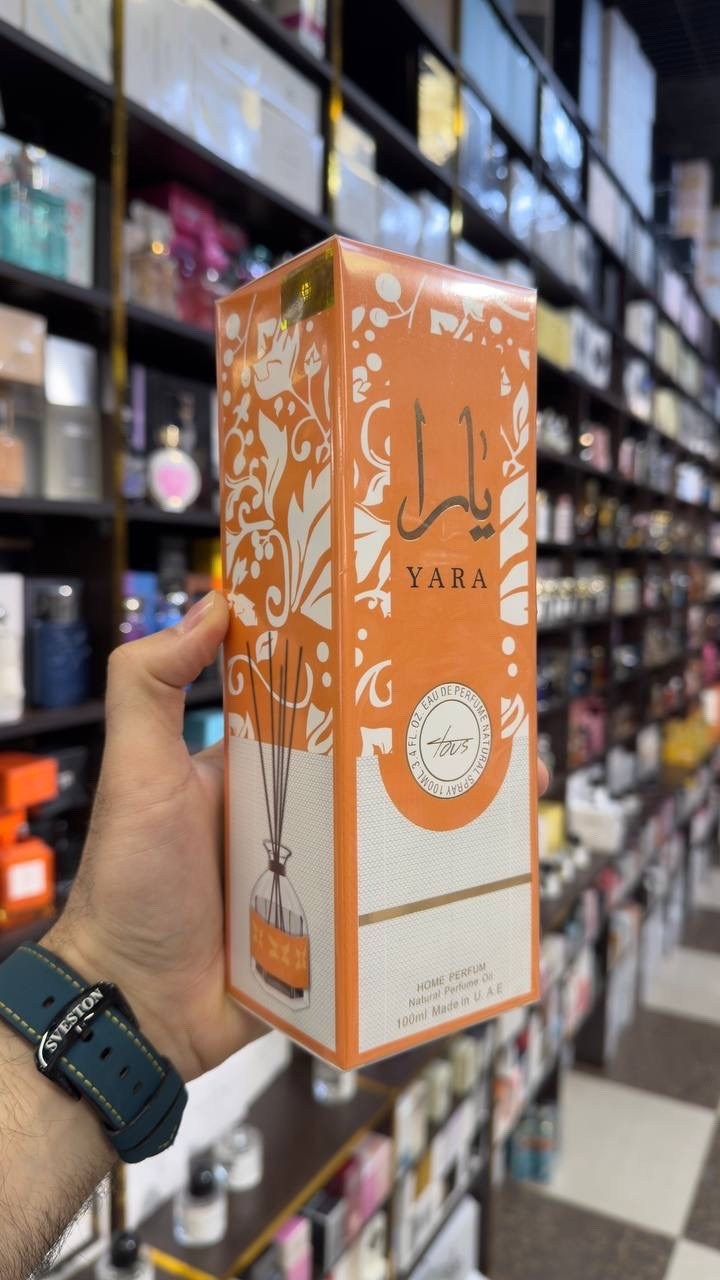 يارا
YARA
EAU DE PERFUME NATURAL SPRAY 100ML 3.4 FL.OZ.
tous
HOME PERFUM
Natural Perfume Oil
100ml Made in U. A.E
SVESTON